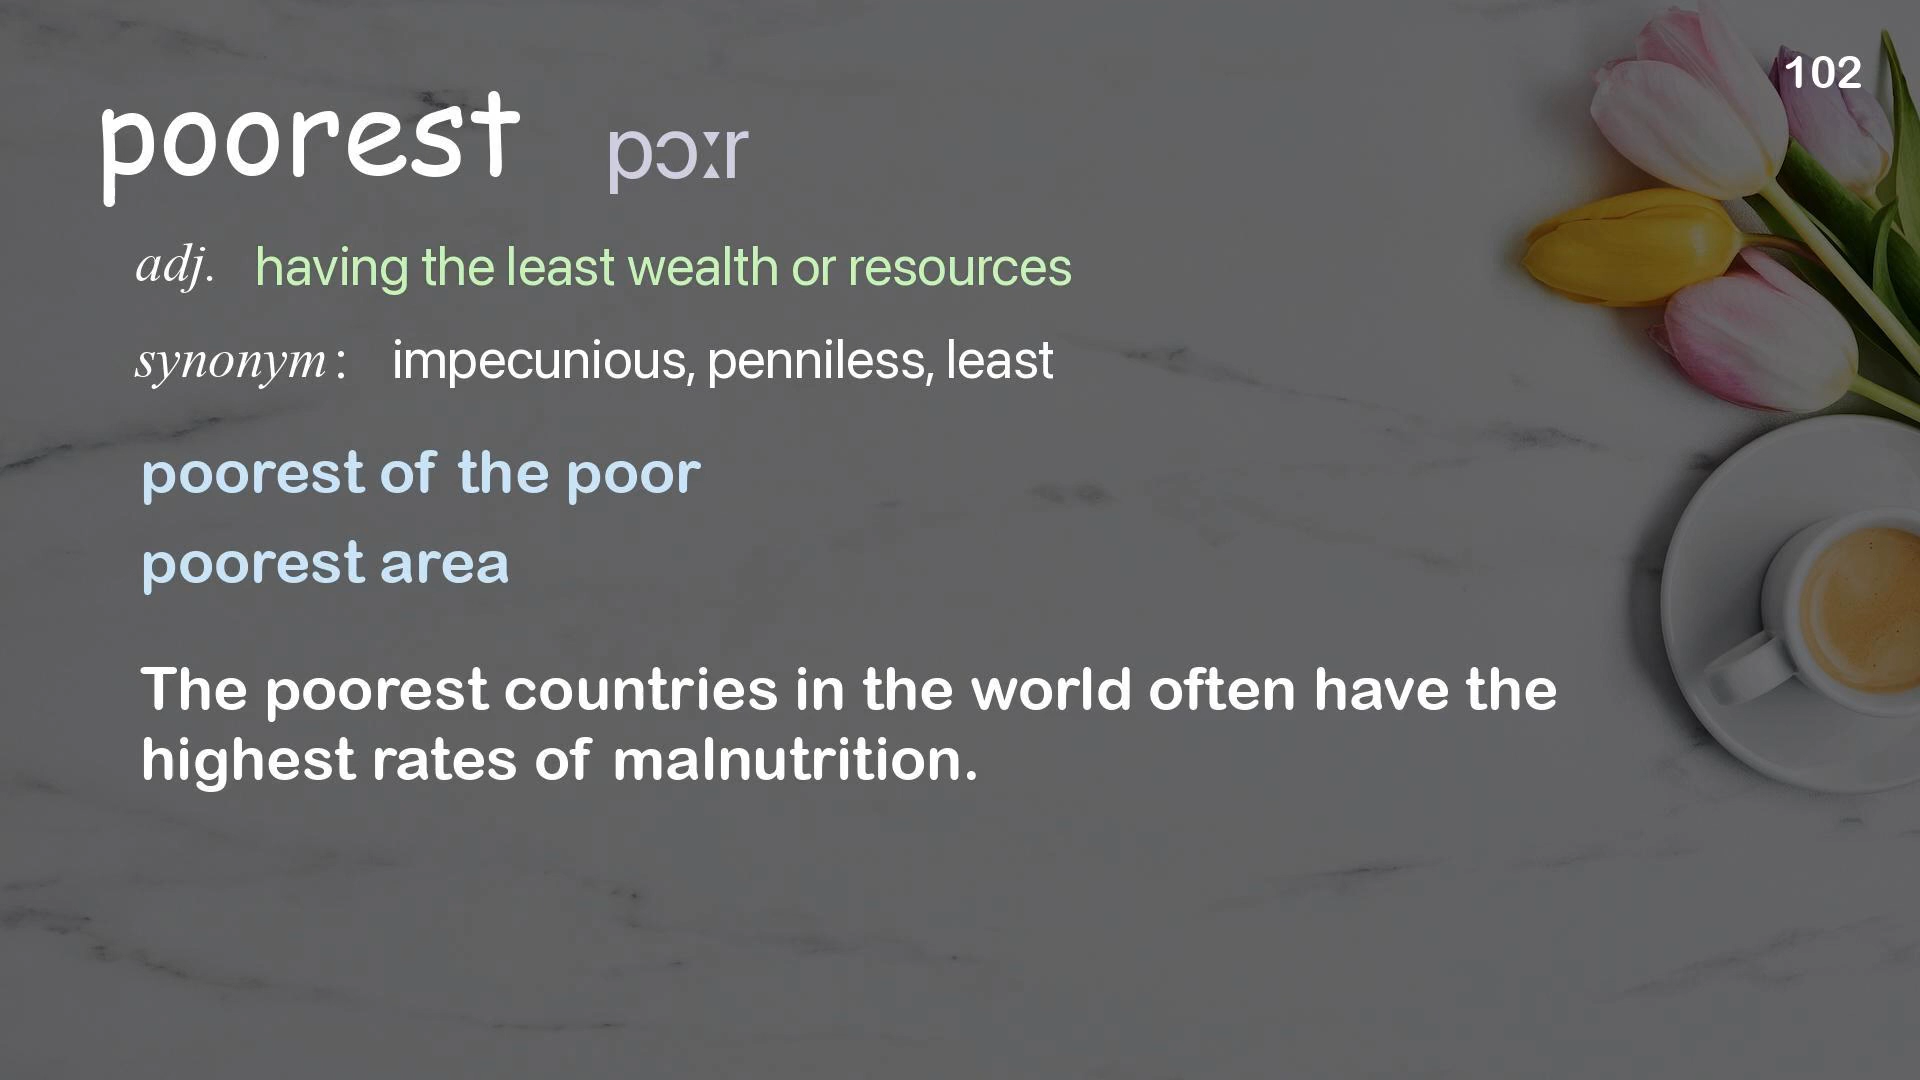 102
poorest pɔːr
adj. having the least wealth or resources
synonym: impecunious, penniless, least
poorest of the poor
poorest area
The poorest countries in the world often have the
highest rates of malnutrition.